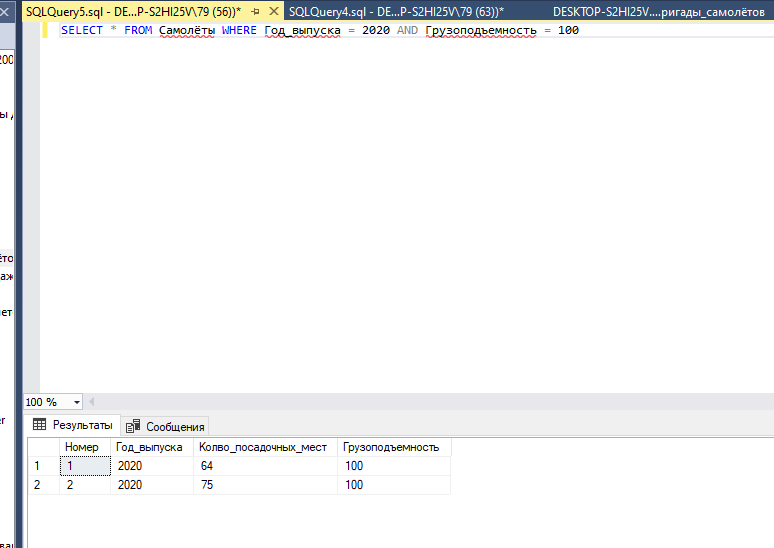 SQLQuery5.sql - DE...P-S2HI25V\79 (56))* SQLQuery4.sql - DE...P-S2HI25V\79 (63))* DESKTOP-S2HI25V....ригады_самолётов
SELECT * FROM Самолёты WHERE Год_выпуска = 2020 AND Грузоподъемность = 100
100 %
Результаты Сообщения
Номер Год_выпуска Колво_посадочных_мест Грузоподъемность
1 1 2020 64 100
2 2 2020 75 100